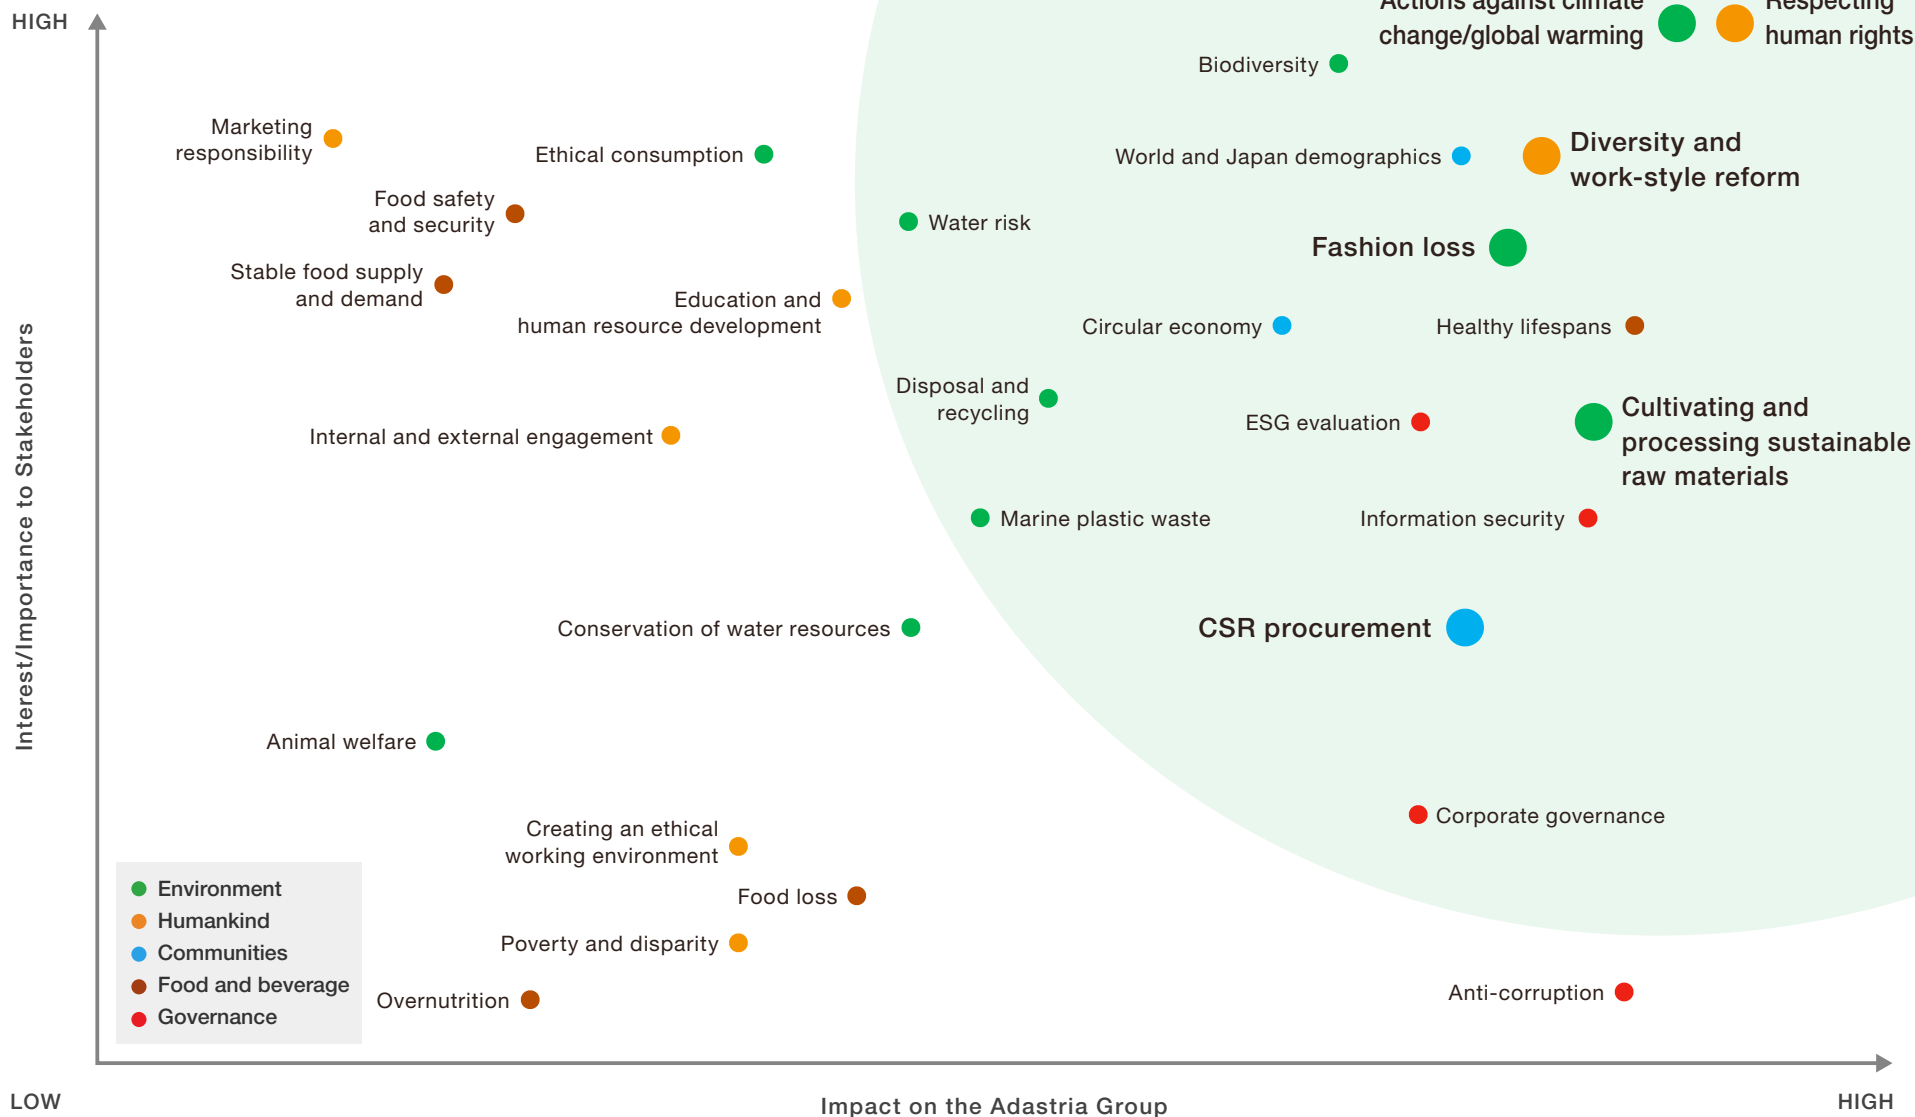 HIGH
Actions against climate
change/global warming
Respecting
human rights
Biodiversity
Marketing
responsibility
Ethical consumption
World and Japan demographics
Diversity and
work-style reform
Food safety
and security
Water risk
Fashion loss
Stable food supply
and demand
Education and
human resource development
Circular economy
Healthy lifespans
Disposal and
recycling
ESG evaluation
Cultivating and
processing sustainable
raw materials
Internal and external engagement
Marine plastic waste
Information security
Interest/Importance to Stakeholders
Conservation of water resources
CSR procurement
Animal welfare
Corporate governance
Creating an ethical
working environment
Food loss
Poverty and disparity
Overnutrition
Anti-corruption
Environment
Humankind
Communities
Food and beverage
Governance
LOW
Impact on the Adastria Group
HIGH